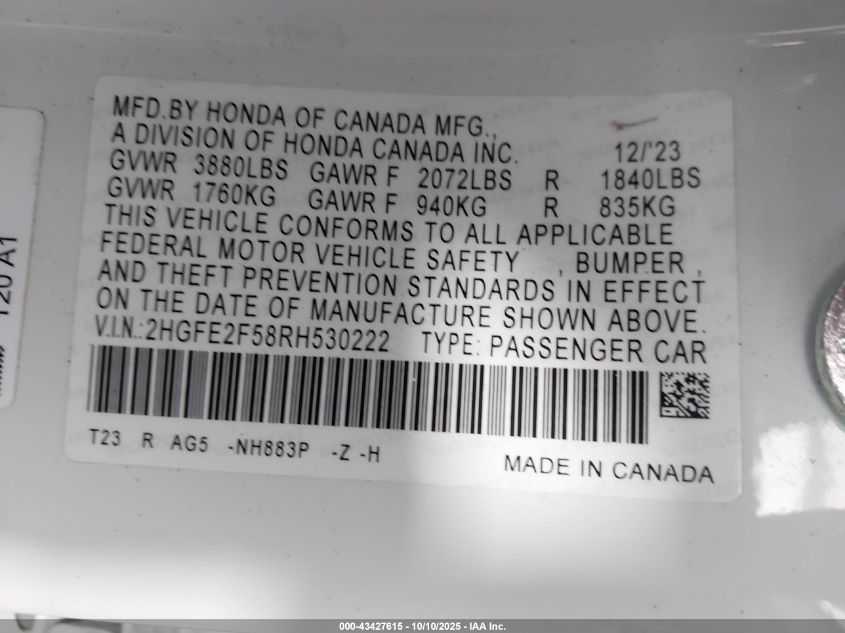 MFD.BY HONDA OF CANADA MFG.,
A DIVISION OF HONDA CANADA INC. 12/'23
GVWR 3880LBS GAWR F 2072LBS R 1840LBS
GVWR 1760KG GAWR F 940KG R 835KG
THIS VEHICLE CONFORMS TO ALL APPLICABLE
FEDERAL MOTOR VEHICLE SAFETY , BUMPER ,
AND THEFT PREVENTION STANDARDS IN EFFECT
ON THE DATE OF MANUFACTURE SHOWN ABOVE.
V.I.N.:2HGFE2F58RH530222 TYPE: PASSENGER CAR
T23 R AG5 -NH883P -Z -H
MADE IN CANADA
120 A1
000-43427615 - 10/10/2025 - IAA Inc.